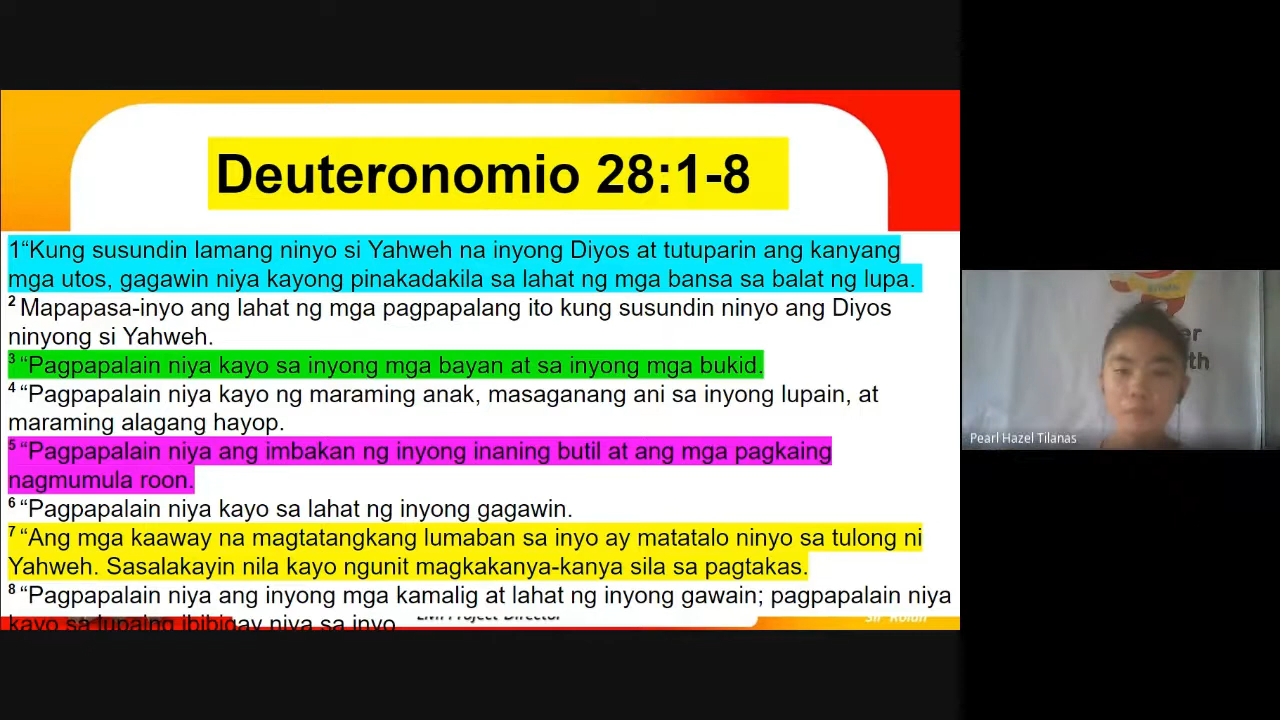 Deuteronomio 28:1-8
1“Kung susundin lamang ninyo si Yahweh na inyong Diyos at tutuparin ang kanyang
mga utos, gagawin niya kayong pinakadakila sa lahat ng mga bansa sa balat ng lupa.
2 Mapapasa-inyo ang lahat ng mga pagpapalang ito kung susundin ninyo ang Diyos
ninyong si Yahweh.
3 “Pagpapalain niya kayo sa inyong mga bayan at sa inyong mga bukid.
4 “Pagpapalain niya kayo ng maraming anak, masaganang ani sa inyong lupain, at
maraming alagang hayop.
5 “Pagpapalain niya ang imbakan ng inyong inaning butil at ang mga pagkaing
nagmumula roon.
6 “Pagpapalain niya kayo sa lahat ng inyong gagawin.
7 “Ang mga kaaway na magtatangkang lumaban sa inyo ay matatalo ninyo sa tulong ni
Yahweh. Sasalakayin nila kayo ngunit magkakanya-kanya sila sa pagtakas.
8 “Pagpapalain niya ang inyong mga kamalig at lahat ng inyong gawain; pagpapalain niya
kayo sa lupaing ibibigay niya sa inyo.
Project Director
Sir
Pearl Hazel Tilanas